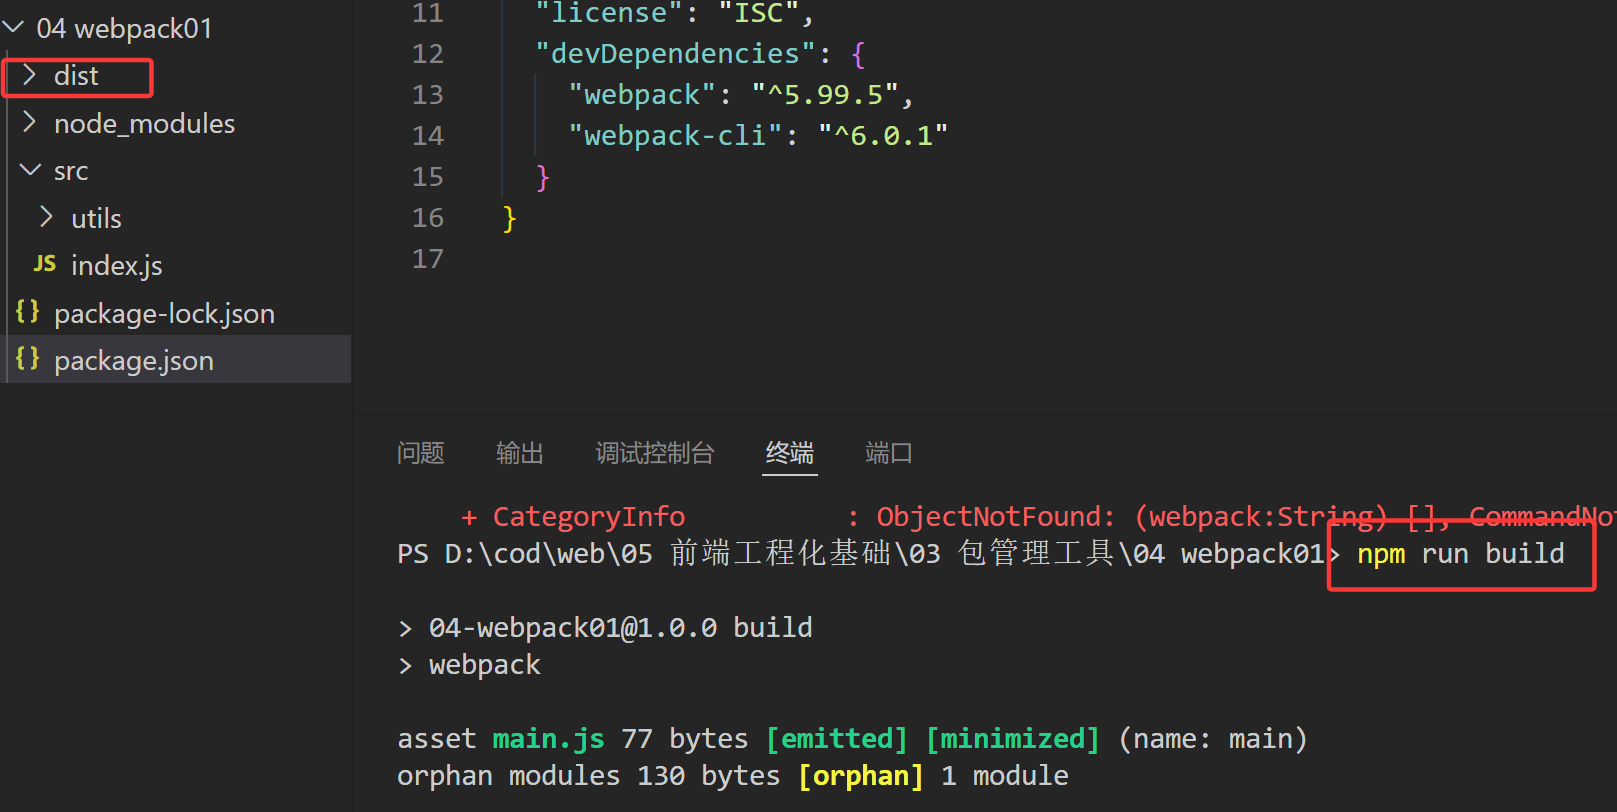 04 webpack01
dist
node_modules
src
utils
JS index.js
{} package-lock.json
{} package.json
11 "license": "ISC",
12 "devDependencies": {
13 "webpack": "^5.99.5",
14 "webpack-cli": "^6.0.1"
15 }
16 }
17
问题 输出 调试控制台 终端 端口
+ CategoryInfo : ObjectNotFound: (webpack:String) [], CommandNo
PS D:\cod\web\05 前端工程化基础\03 包管理工具\04 webpack01> npm run build
> 04-webpack01@1.0.0 build
> webpack
asset main.js 77 bytes [emitted] [minimized] (name: main)
orphan modules 130 bytes [orphan] 1 module